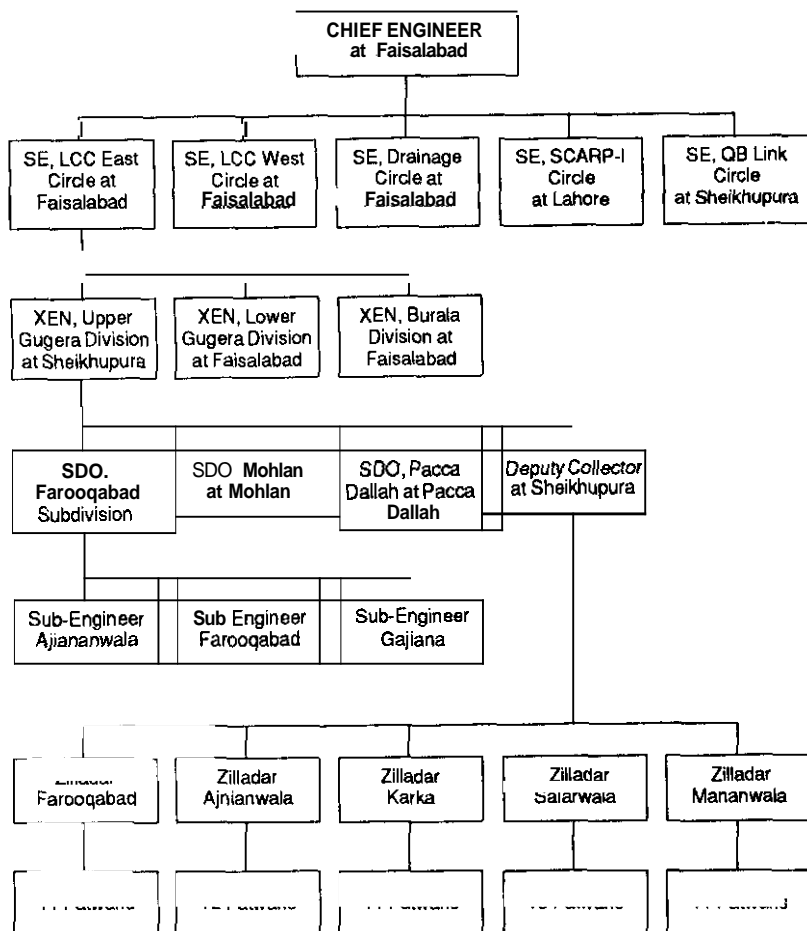 CHIEF ENGINEER
at Faisalabad
SE, LCC East
Circle at
Faisalabad
SE, LCC West
Circle at
Faisalabad
SE, Drainage
Circle at
Faisalabad
SE, SCARP-I
Circle
at Lahore
SE, QB Link
Circle
at Sheikhupura
XEN, Upper
Gugera Division
at Sheikhupura
XEN, Lower
Gugera Division
at Faisalabad
XEN, Burala
Division at
Faisalabad
SDO.
Farooqabad
Subdivision
SDO Mohlan
at Mohlan
SDO, Pacca
Dallah at Pacca
Dallah
Deputy Collector
at Sheikhupura
Sub-Engineer
Ajiananwala
Sub Engineer
Farooqabad
Sub-Engineer
Gajiana
Zilladar
Farooqabad
Zilladar
Ajnianwala
Zilladar
Karka
Zilladar
Salarwala
Zilladar
Mananwala